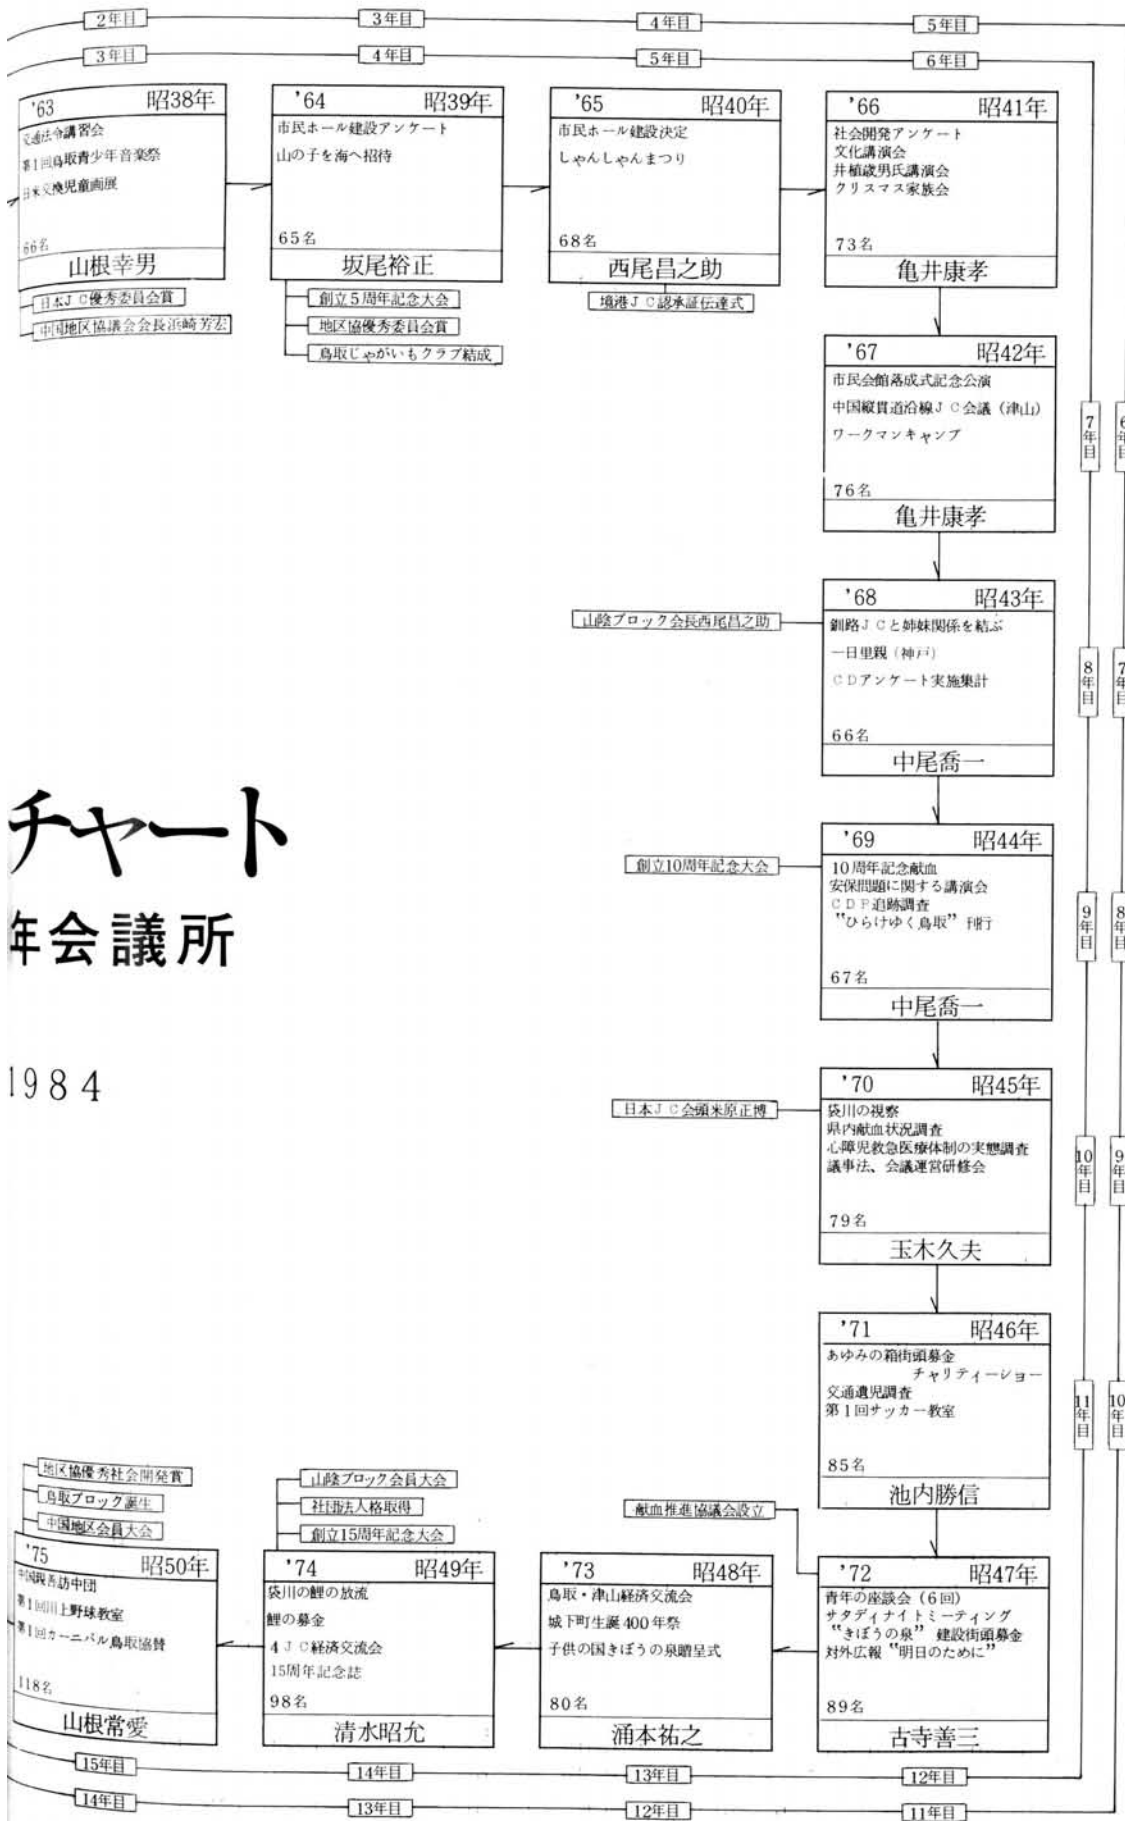 2年目
3年目
4年目
5年目
3年目
4年目
5年目
6年目
'63 昭38年
交通法令講習会
第1回鳥取青少年音楽祭
日米交換児童画展
66名
山根幸男
日本JC優秀委員会賞
中国地区協議会会長浜崎芳宏
'64 昭39年
市民ホール建設アンケート
山の子を海へ招待
65名
坂尾裕正
創立5周年記念大会
地区協優秀委員会賞
鳥取じゃがいもクラブ結成
'65 昭40年
市民ホール建設決定
しゃんしゃんまつり
68名
西尾昌之助
境港JC認承証伝達式
'66 昭41年
社会開発アンケート
文化講演会
井植歳男氏講演会
クリスマス家族会
73名
亀井康孝
'67 昭42年
市民会館落成式記念公演
中国縦貫道沿線JC会議（津山）
ワークマンキャンプ
76名
亀井康孝
7年目
6年目
山陰ブロック会長西尾昌之助
'68 昭43年
釧路JCと姉妹関係を結ぶ
一日里親（神戸）
CDアンケート実施集計
66名
中尾喬一
8年目
7年目
チャート
年会議所
1984
創立10周年記念大会
'69 昭44年
10周年記念献血
安保問題に関する講演会
CDP追跡調査
"ひらけゆく鳥取" 刊行
67名
中尾喬一
9年目
8年目
日本JC会頭米原正博
'70 昭45年
袋川の視察
県内献血状況調査
心障児救急医療体制の実態調査
議事法、会議運営研修会
79名
玉木久夫
10年目
9年目
'71 昭46年
あゆみの箱街頭募金
チャリティーショー
交通遺児調査
第1回サッカー教室
85名
池内勝信
11年目
10年目
献血推進協議会設立
'72 昭47年
青年の座談会（6回）
サタディナイトミーティング
"きぼうの泉" 建設街頭募金
対外広報 "明日のために"
89名
古寺善三
'73 昭48年
鳥取・津山経済交流会
城下町生誕400年祭
子供の国きぼうの泉贈呈式
80名
涌本祐之
山陰ブロック会員大会
社団法人格取得
創立15周年記念大会
'74 昭49年
袋川の鯉の放流
鯉の募金
4JC経済交流会
15周年記念誌
98名
清水昭允
地区協優秀社会開発賞
鳥取ブロック誕生
中国地区会員大会
'75 昭50年
中国親善訪中団
第1回川上野球教室
第1回カーニバル鳥取協賛
118名
山根常愛
15年目
14年目
13年目
12年目
14年目
13年目
12年目
11年目